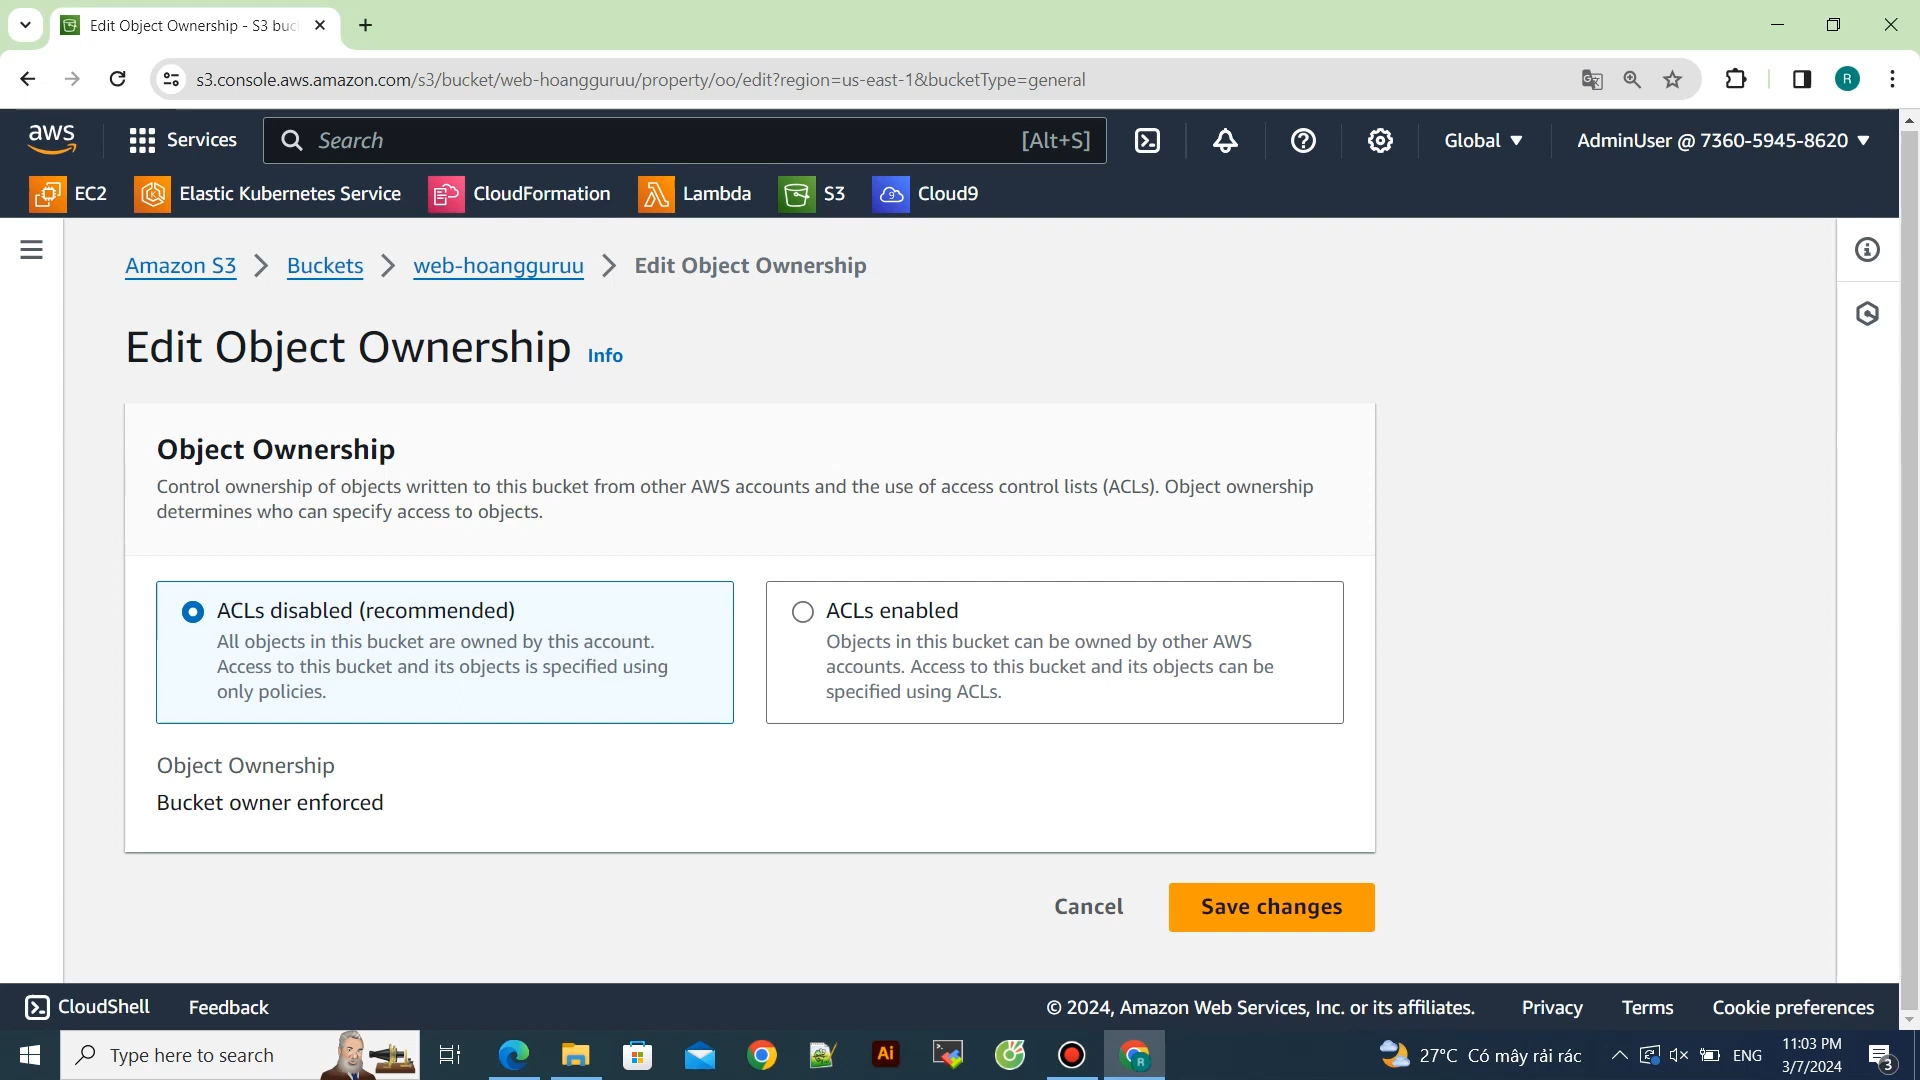 Edit Object Ownership - S3 buc
s3.console.aws.amazon.com/s3/bucket/web-hoangguruu/property/oo/edit?region=us-east-1&bucketType=general
R
aws
Services
Search
[Alt+S]
Global
AdminUser @ 7360-5945-8620
EC2
Elastic Kubernetes Service
CloudFormation
Lambda
S3
Cloud9
Amazon S3
Buckets
web-hoangguruu
Edit Object Ownership
Edit Object Ownership
Info
Object Ownership
Control ownership of objects written to this bucket from other AWS accounts and the use of access control lists (ACLs). Object ownership
determines who can specify access to objects.
ACLs disabled (recommended)
All objects in this bucket are owned by this account.
Access to this bucket and its objects is specified using
only policies.
ACLs enabled
Objects in this bucket can be owned by other AWS
accounts. Access to this bucket and its objects can be
specified using ACLs.
Object Ownership
Bucket owner enforced
Cancel
Save changes
CloudShell
Feedback
© 2024, Amazon Web Services, Inc. or its affiliates.
Privacy
Terms
Cookie preferences
Type here to search
Ai
R
27°C Có mây rải rác
ENG
11:03 PM
3/7/2024
3